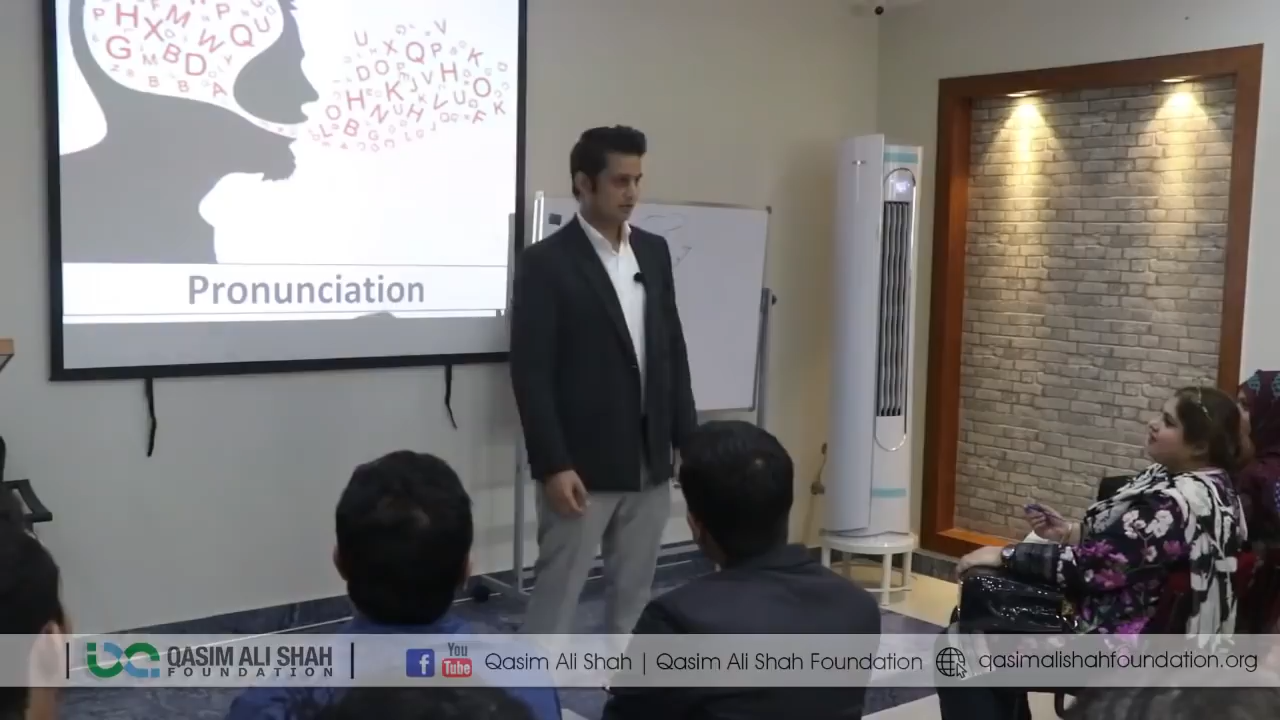 Pronunciation
QASIM ALI SHAH
FOUNDATION
You
Tube
Qasim Ali Shah | Qasim Ali Shah Foundation
qasimalishahfoundation.org